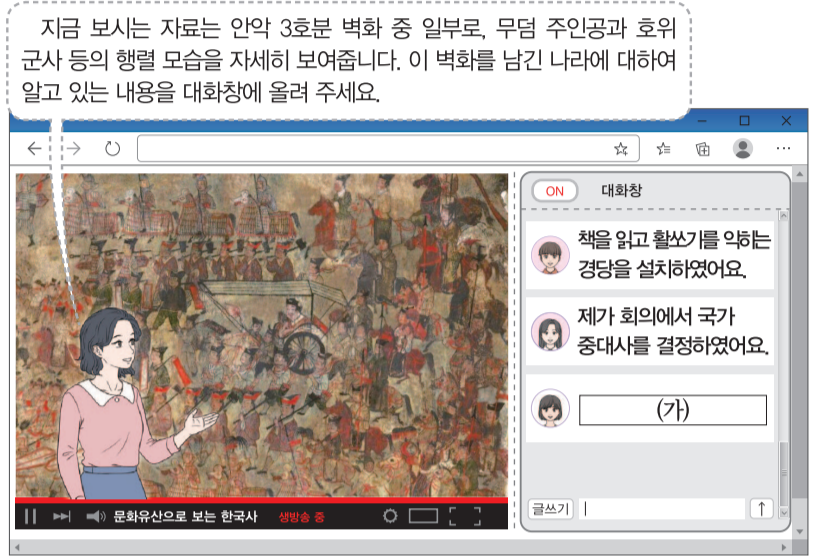 지금 보시는 자료는 안악 3호분 벽화 중 일부로, 무덤 주인공과 호위
군사 등의 행렬 모습을 자세히 보여줍니다. 이 벽화를 남긴 나라에 대하여
알고 있는 내용을 대화창에 올려 주세요.
ON 대화창
책을 읽고 활쏘기를 익히는
경당을 설치하였어요.
제가 회의에서 국가
중대사를 결정하였어요.
(가)
글쓰기
문화유산으로 보는 한국사 생방송 중